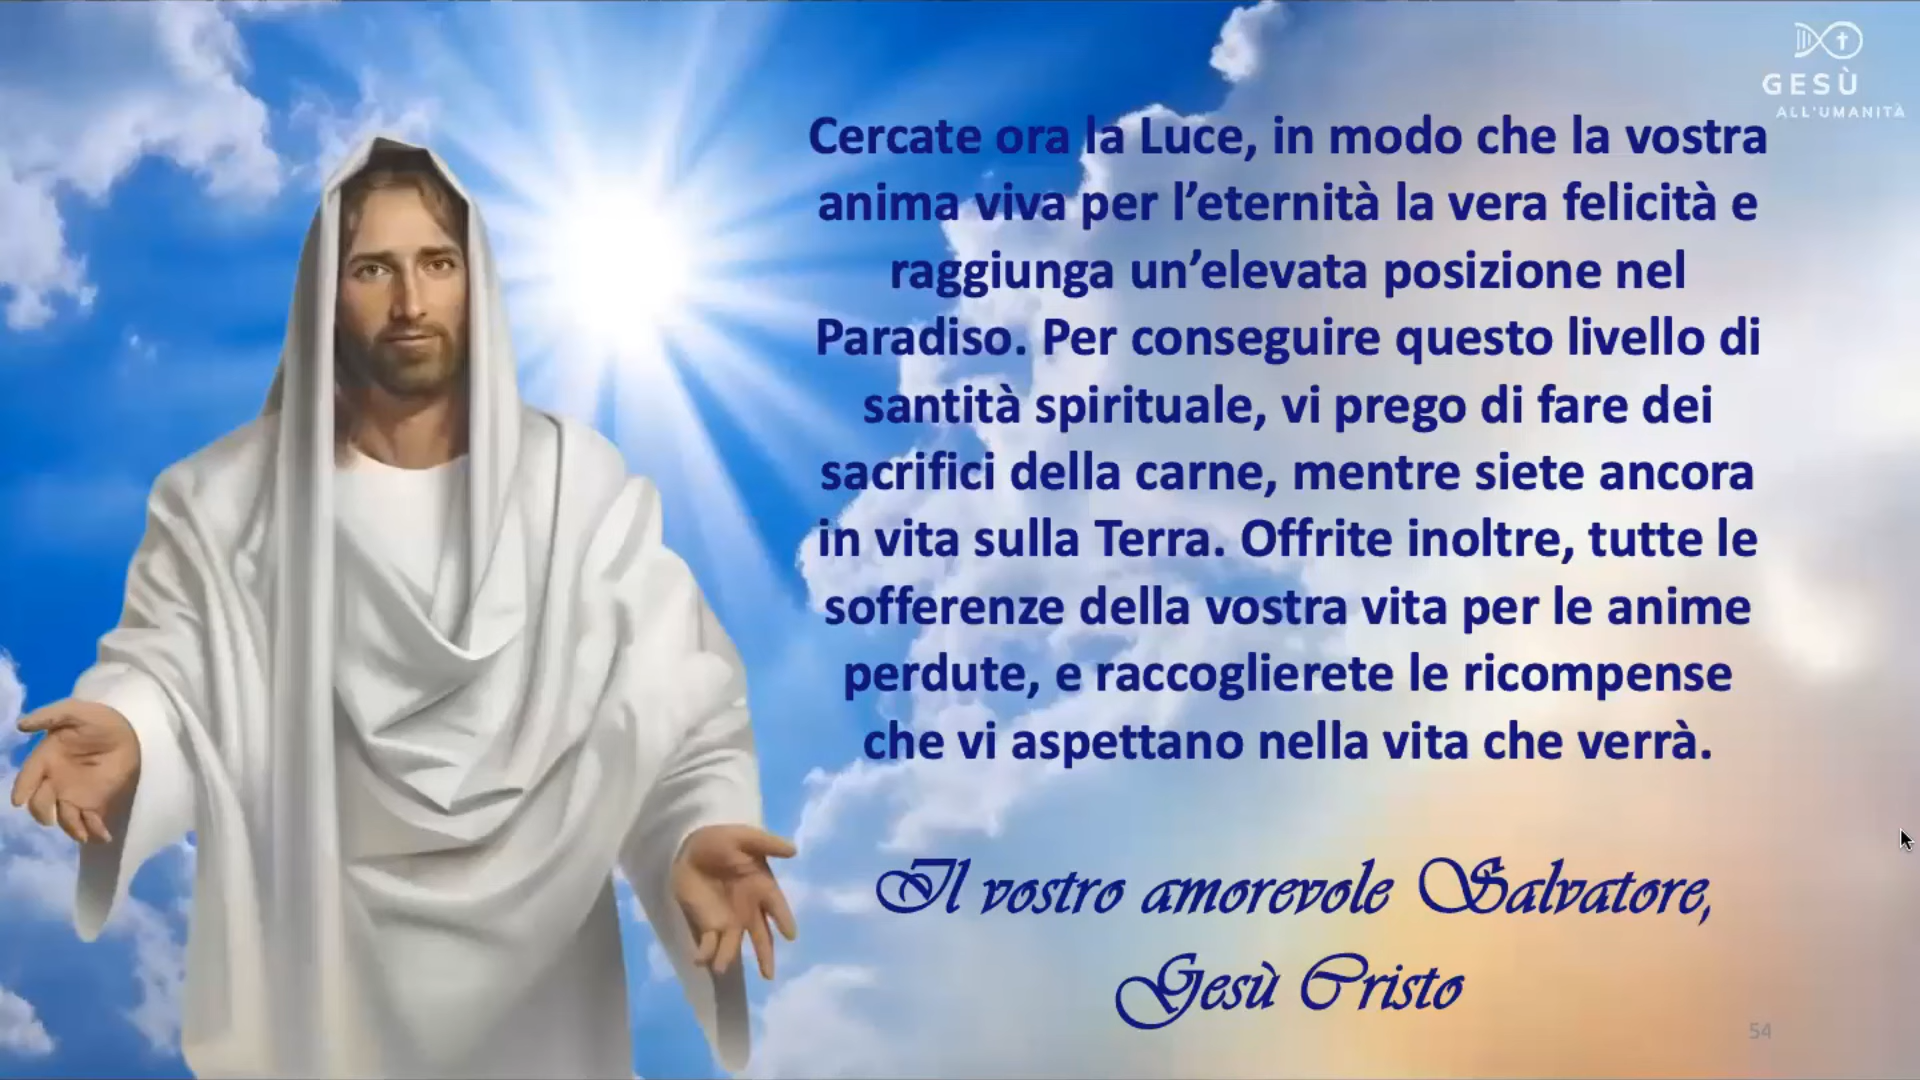 GESÙ
ALL'UMANITÀ
Cercate ora la Luce, in modo che la vostra
anima viva per l’eternità la vera felicità e
raggiunga un’elevata posizione nel
Paradiso. Per conseguire questo livello di
santità spirituale, vi prego di fare dei
sacrifici della carne, mentre siete ancora
in vita sulla Terra. Offrite inoltre, tutte le
sofferenze della vostra vita per le anime
perdute, e raccoglierete le ricompense
che vi aspettano nella vita che verrà.
Il vostro amorevole Salvatore,
Gesù Cristo
54